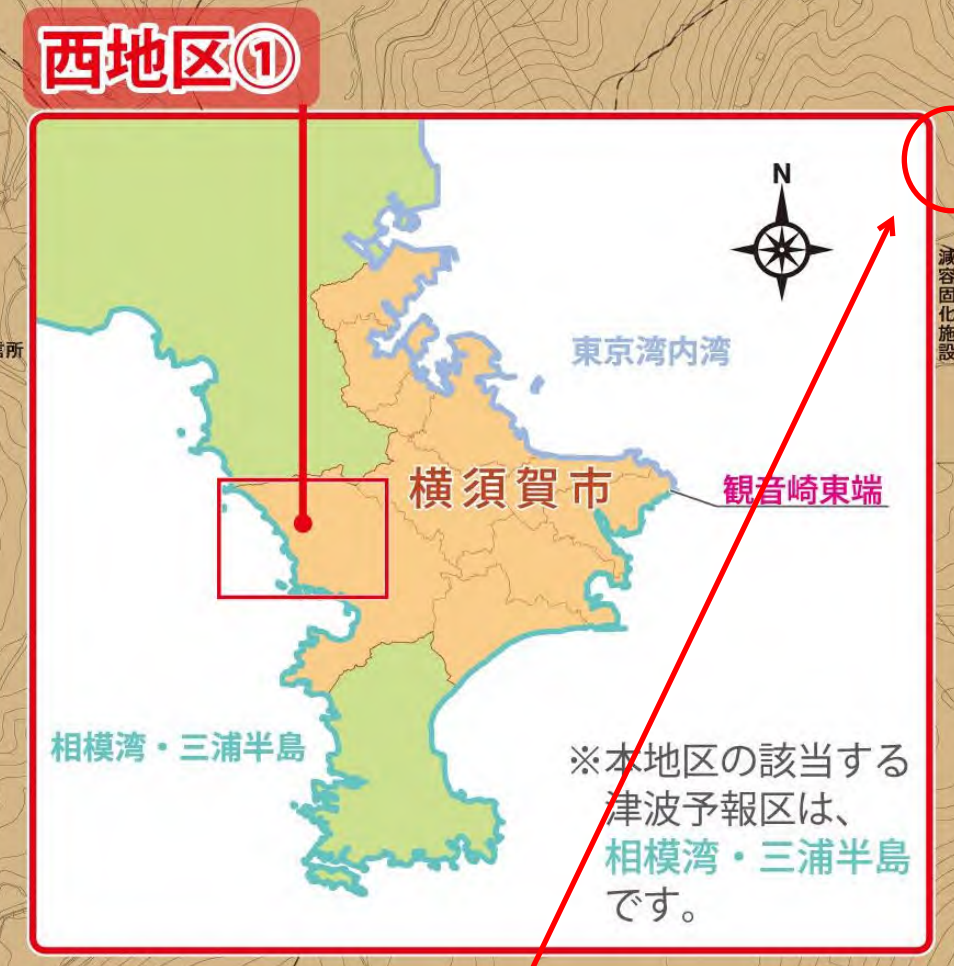 西地区①
N
減容固化施設
所
東京湾内湾
横須賀市
観音崎東端
相模湾・三浦半島
※本地区の該当する
津波予報区は、
相模湾・三浦半島
です。